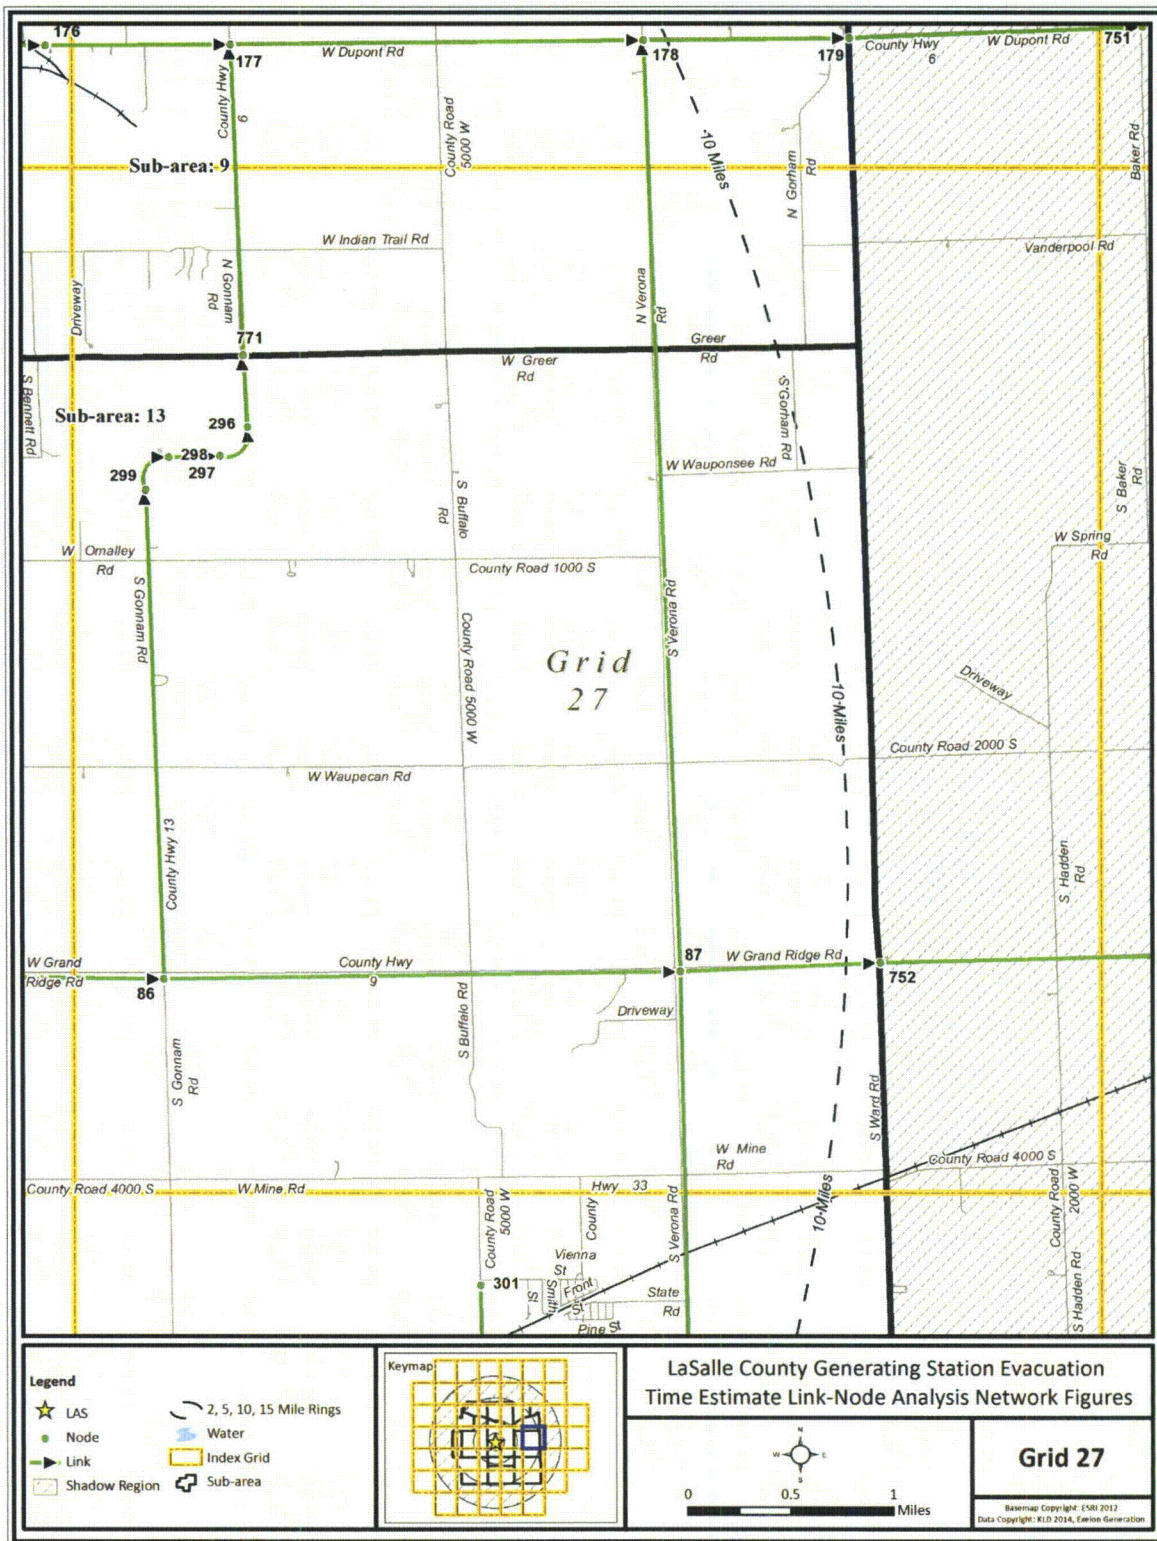 176
177
W Dupont Rd
178
179
County Hwy
6
W Dupont Rd
751
County Hwy
6
County Road
5000 W
10 Miles
N Gorham
Rd
Baker Rd
Sub-area: 9
W Indian Trail Rd
Vanderpool Rd
Driveway
N Gonnam
Rd
N Verona
Rd
771
W Greer
Rd
Greer
Rd
S Bennett Rd
Sub-area: 13
296
298
297
299
S Gorham Rd
W Wauponsee Rd
S Buffalo
Rd
S Baker
Rd
W Omalley
Rd
County Road 1000 S
W Spring
Rd
S Gonnam Rd
S Verona Rd
County Road 5000 W
Grid
27
10 Miles
Driveway
W Waupecan Rd
County Road 2000 S
County Hwy 13
S Hadden
Rd
W Grand
Ridge Rd
86
County Hwy
9
87
W Grand Ridge Rd
752
Driveway
S Buffalo Rd
S Gonnam
Rd
S Ward Rd
W Mine
Rd
County Road 4000 S
County Road 4000 S
W Mine Rd
Hwy 33
County
10 Miles
County Road
5000 W
S Verona Rd
County Road
2000 W
S Hadden Rd
301
Vienna
St
Smith
St
Front
St
State
Rd
Pine St
Legend
LAS
Node
Link
Shadow Region
2, 5, 10, 15 Mile Rings
Water
Index Grid
Sub-area
Keymap
LaSalle County Generating Station Evacuation
Time Estimate Link-Node Analysis Network Figures
N
W E
S
0 0.5 1
Miles
Grid 27
Basemap Copyright: ESRI 2012
Data Copyright: KLD 2014, Exelon Generation